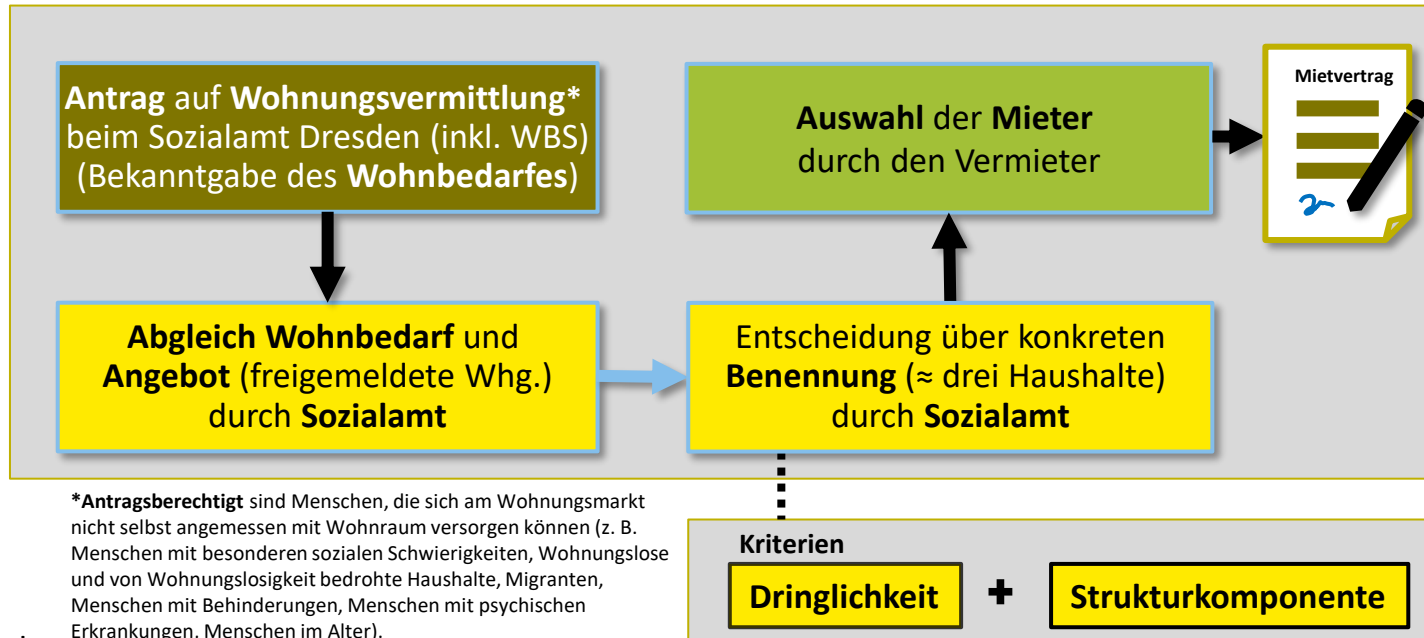 Antrag auf Wohnungsvermittlung*
beim Sozialamt Dresden (inkl. WBS)
(Bekanntgabe des Wohnbedarfes)
Abgleich Wohnbedarf und
Angebot (freigemeldete Whg.)
durch Sozialamt
Entscheidung über konkreten
Benennung (≈ drei Haushalte)
durch Sozialamt
Auswahl der Mieter
durch den Vermieter
Mietvertrag
*Antragsberechtigt sind Menschen, die sich am Wohnungsmarkt
nicht selbst angemessen mit Wohnraum versorgen können (z. B.
Menschen mit besonderen sozialen Schwierigkeiten, Wohnungslose
und von Wohnungslosigkeit bedrohte Haushalte, Migranten,
Menschen mit Behinderungen, Menschen mit psychischen
Erkrankungen, Menschen im Alter).
Kriterien
Dringlichkeit + Strukturkomponente